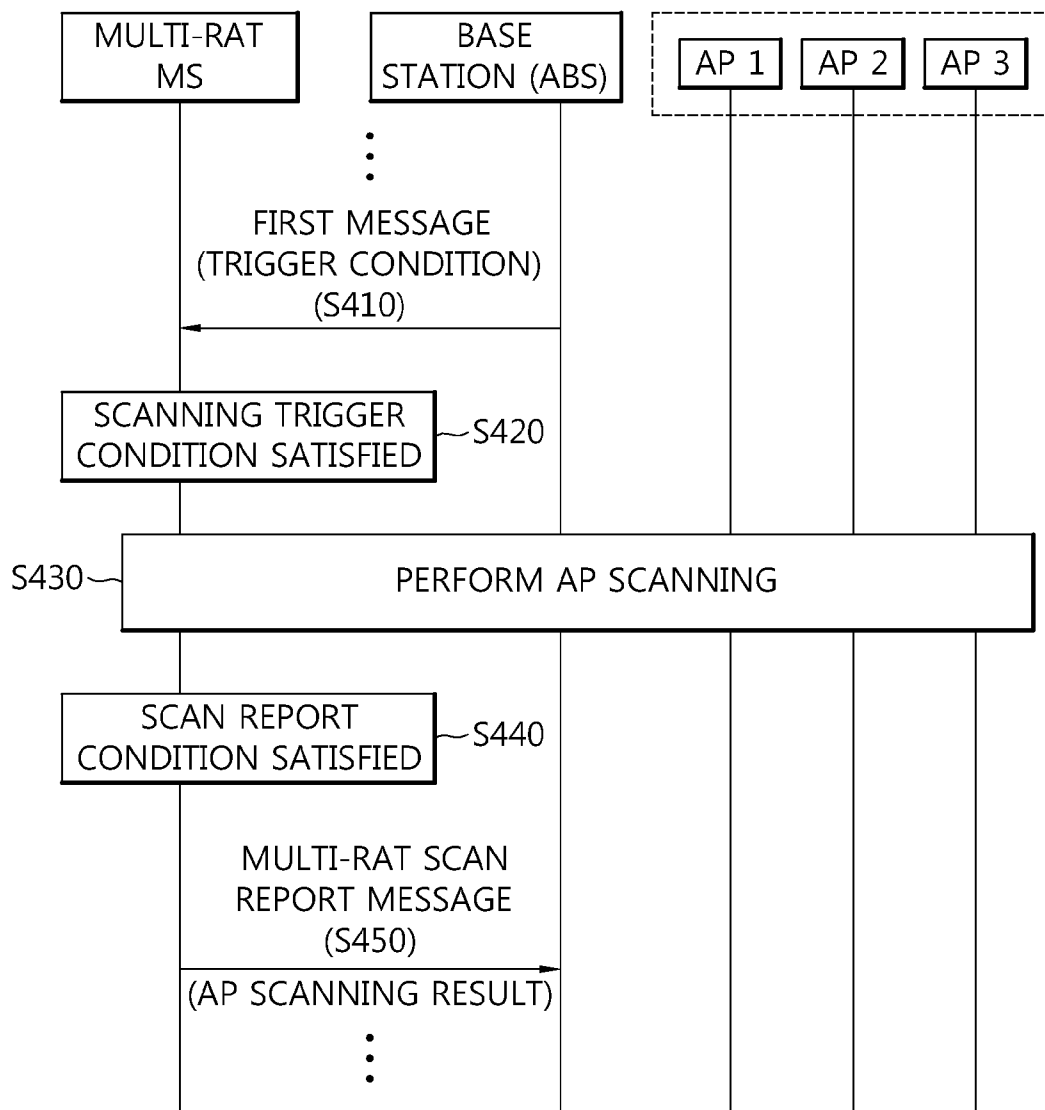 MULTI-RAT
MS
BASE
STATION (ABS)
AP 1
AP 2
AP 3
FIRST MESSAGE
(TRIGGER CONDITION)
(S410)
SCANNING TRIGGER
CONDITION SATISFIED
S420
S430
PERFORM AP SCANNING
SCAN REPORT
CONDITION SATISFIED
S440
MULTI-RAT SCAN
REPORT MESSAGE
(S450)
(AP SCANNING RESULT)